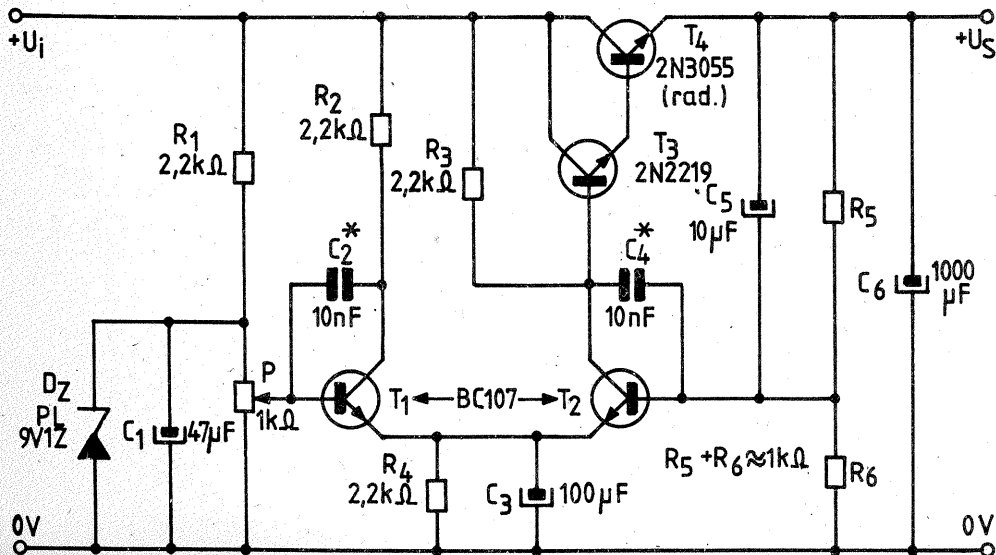 +Ui
R1
2,2kΩ
R2
2,2kΩ
R3
2,2kΩ
T4
2N3055
(rad.)
T3
2N2219
C5
10µF
R5
C6
1000
µF
+US
C2*
10nF
C4*
10nF
DZ
PL
9V1Z
C1
47µF
P
1kΩ
T1
BC107
T2
R4
2,2kΩ
C3
100µF
R5+R6≈1kΩ
R6
0V
0V